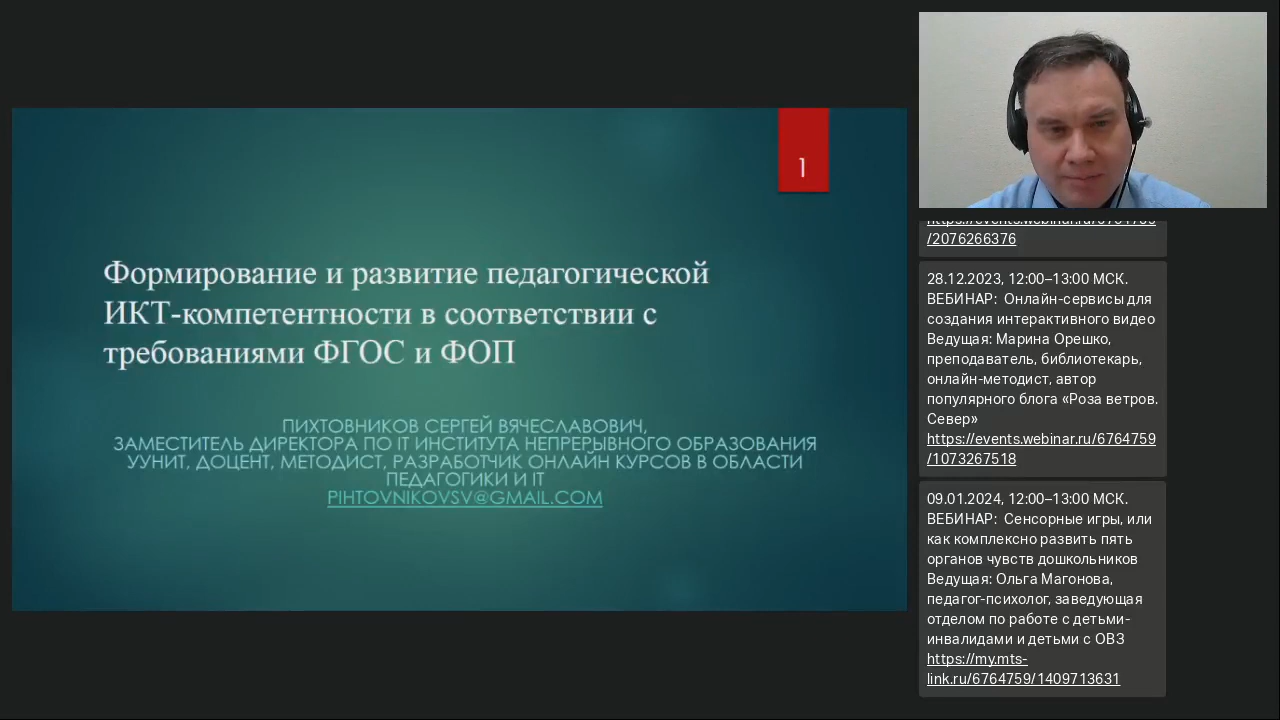 1
Формирование и развитие педагогической
ИКТ-компетентности в соответствии с
требованиями ФГОС и ФОП
ПИХТОВНИКОВ СЕРГЕЙ ВЯЧЕСЛАВОВИЧ,
ЗАМЕСТИТЕЛЬ ДИРЕКТОРА ПО IT ИНСТИТУТА НЕПРЕРЫВНОГО ОБРАЗОВАНИЯ
УУНИТ, ДОЦЕНТ, МЕТОДИСТ, РАЗРАБОТЧИК ОНЛАЙН КУРСОВ В ОБЛАСТИ
ПЕДАГОГИКИ И IT
PIHTOVNIKOVSV@GMAIL.COM
/2076266376
28.12.2023, 12:00–13:00 МСК.
ВЕБИНАР: Онлайн-сервисы для
создания интерактивного видео
Ведущая: Марина Орешко,
преподаватель, библиотекарь,
онлайн-методист, автор
популярного блога «Роза ветров.
Север»
https://events.webinar.ru/6764759
/1073267518
09.01.2024, 12:00–13:00 МСК.
ВЕБИНАР: Сенсорные игры, или
как комплексно развить пять
органов чувств дошкольников
Ведущая: Ольга Магонова,
педагог-психолог, заведующая
отделом по работе с детьми-
инвалидами и детьми с ОВЗ
https://my.mts-
link.ru/6764759/1409713631